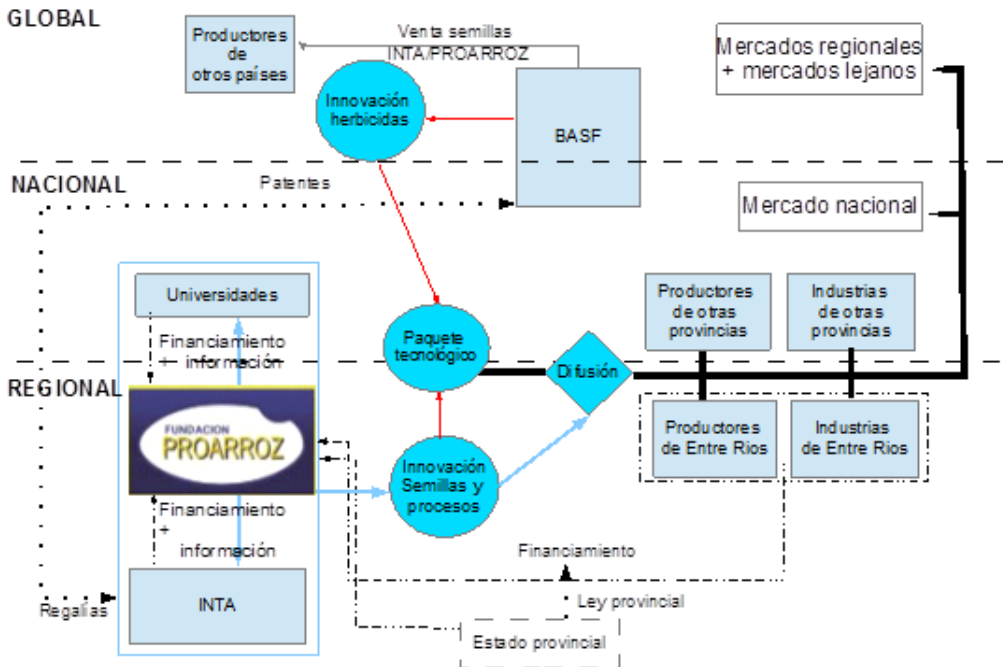 GLOBAL
Productores
de
otros países
Venta semillas
INTA/PROARROZ
Mercados regionales
+ mercados lejanos
Innovación
herbicidas
BASF
NACIONAL
Patentes
Mercado nacional
Universidades
Productores
de otras
provincias
Industrias
de otras
provincias
Financiamiento
+ información
Paquete
tecnológico
Difusión
REGIONAL
FUNDACION
PROARROZ
Productores
de Entre Rios
Industrias
de Entre Rios
Innovación
Semillas y
procesos
Financiamiento
+
información
Financiamiento
INTA
Regalías
Ley provincial
Estado provincial